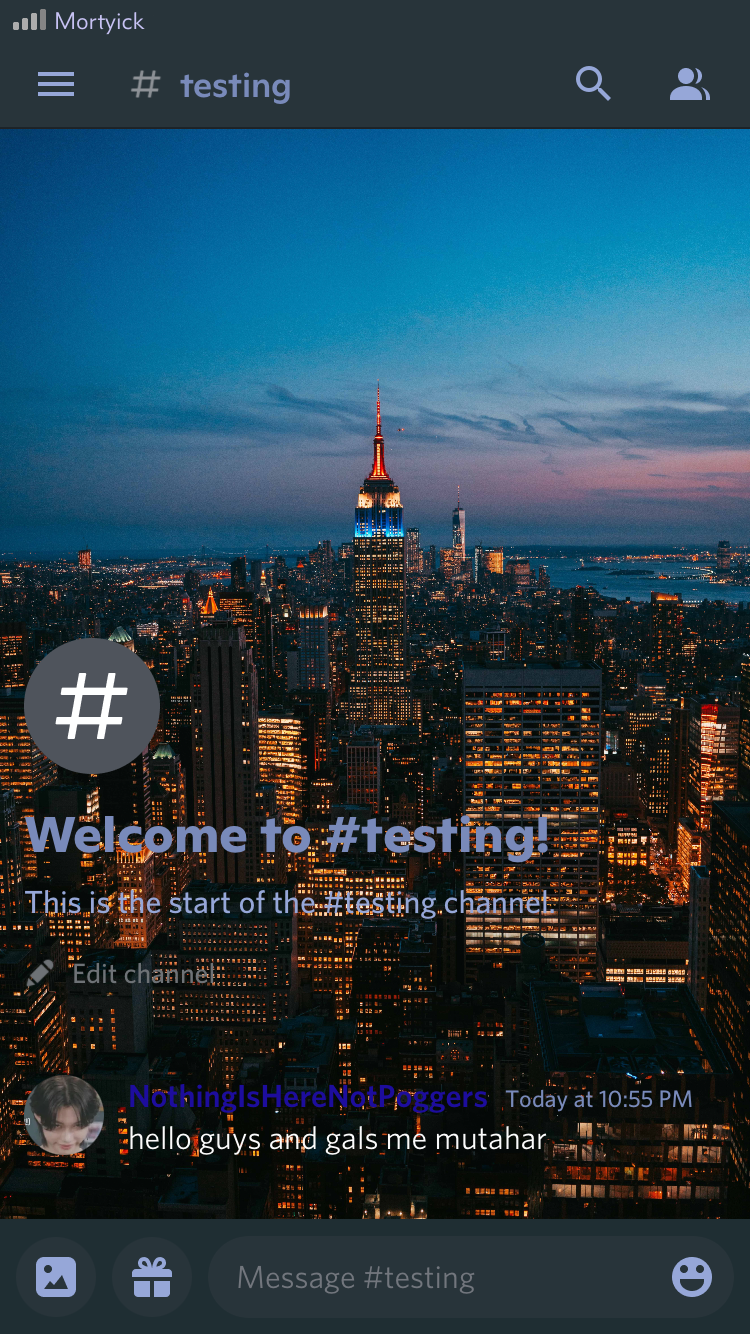 Mortyick
# testing
#
Welcome to #testing!
This is the start of the #testing channel.
Edit channel
NothingIsHereNotPoggers Today at 10:55 PM
hello guys and gals me mutahar
Message #testing